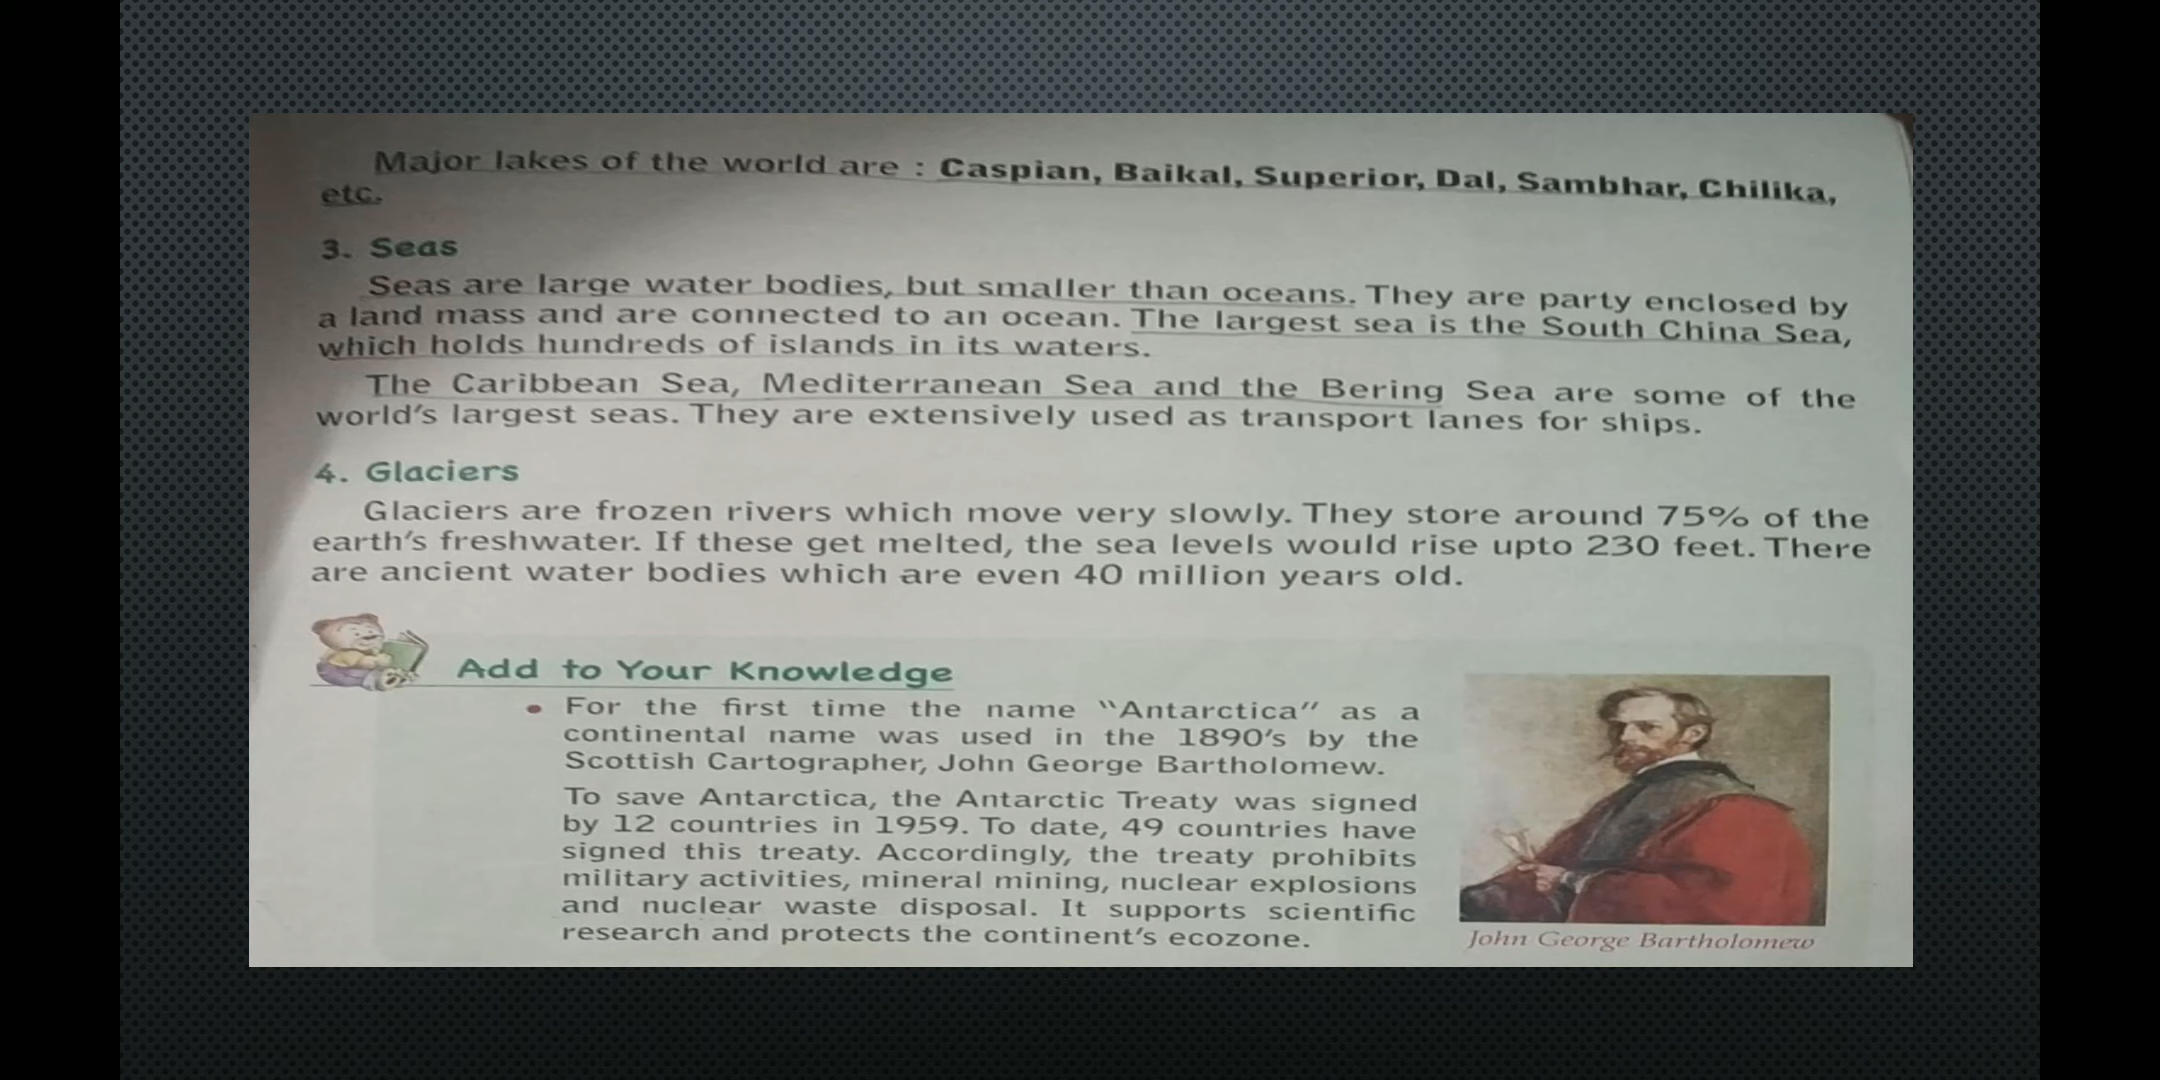 Major lakes of the world are : Caspian, Baikal, Superior, Dal, Sambhar, Chilika,
etc.
3. Seas
Seas are large water bodies, but smaller than oceans. They are party enclosed by
a land mass and are connected to an ocean. The largest sea is the South China Sea,
which holds hundreds of islands in its waters.
The Caribbean Sea, Mediterranean Sea and the Bering Sea are some of the
world's largest seas. They are extensively used as transport lanes for ships.
4. Glaciers
Glaciers are frozen rivers which move very slowly. They store around 75% of the
earth's freshwater. If these get melted, the sea levels would rise upto 230 feet. There
are ancient water bodies which are even 40 million years old.
Add to Your Knowledge
• For the first time the name "Antarctica" as a
continental name was used in the 1890's by the
Scottish Cartographer, John George Bartholomew.
To save Antarctica, the Antarctic Treaty was signed
by 12 countries in 1959. To date, 49 countries have
signed this treaty. Accordingly, the treaty prohibits
military activities, mineral mining, nuclear explosions
and nuclear waste disposal. It supports scientific
research and protects the continent's ecozone.
John George Bartholomew